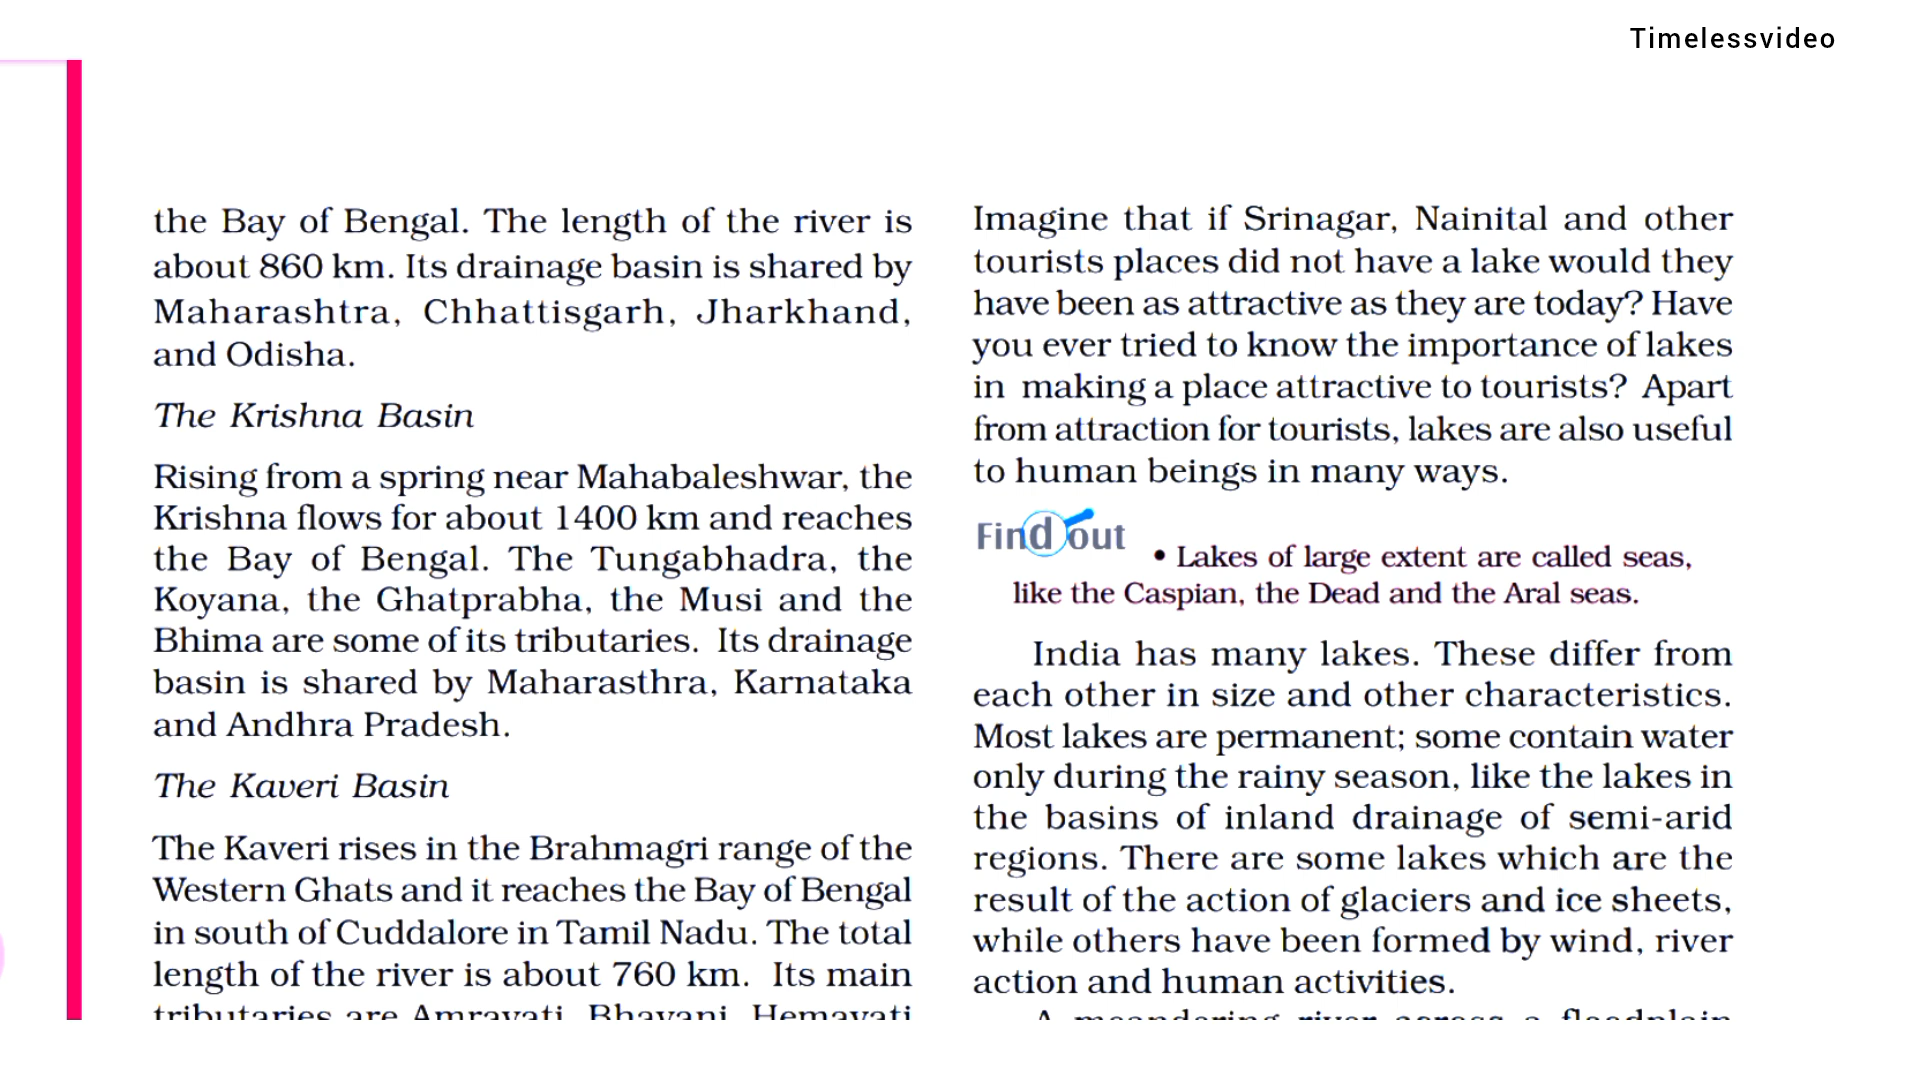 Timelessvideo
the Bay of Bengal. The length of the river is
about 860 km. Its drainage basin is shared by
Maharashtra, Chhattisgarh, Jharkhand,
and Odisha.
The Krishna Basin
Rising from a spring near Mahabaleshwar, the
Krishna flows for about 1400 km and reaches
the Bay of Bengal. The Tungabhadra, the
Koyana, the Ghatprabha, the Musi and the
Bhima are some of its tributaries. Its drainage
basin is shared by Maharasthra, Karnataka
and Andhra Pradesh.
The Kaveri Basin
The Kaveri rises in the Brahmagri range of the
Western Ghats and it reaches the Bay of Bengal
in south of Cuddalore in Tamil Nadu. The total
length of the river is about 760 km. Its main
tributaries are Amravati, Bhavani, Hemavati
Imagine that if Srinagar, Nainital and other
tourists places did not have a lake would they
have been as attractive as they are today? Have
you ever tried to know the importance of lakes
in making a place attractive to tourists? Apart
from attraction for tourists, lakes are also useful
to human beings in many ways.
Find out
• Lakes of large extent are called seas,
like the Caspian, the Dead and the Aral seas.
India has many lakes. These differ from
each other in size and other characteristics.
Most lakes are permanent; some contain water
only during the rainy season, like the lakes in
the basins of inland drainage of semi-arid
regions. There are some lakes which are the
result of the action of glaciers and ice sheets,
while others have been formed by wind, river
action and human activities.
A meandering river across a floodplain